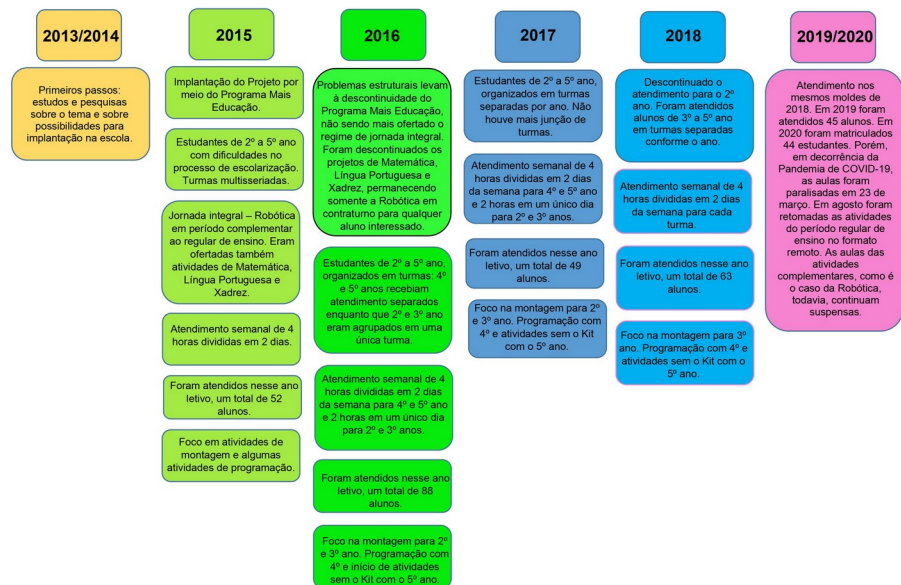 2013/2014
Primeiros passos:
estudos e pesquisas
sobre o tema e sobre
possibilidades para
implantação na escola.
2015
Implantação do Projeto por
meio do Programa Mais
Educação.
Estudantes de 2º a 5º ano
com dificuldades no
processo de escolarização.
Turmas multisseriadas.
Jornada integral – Robótica
em período complementar
ao regular de ensino. Eram
ofertadas também
atividades de Matemática,
Língua Portuguesa e
Xadrez.
Atendimento semanal de 4
horas divididas em 2 dias.
Foram atendidos nesse ano
letivo, um total de 52
alunos.
Foco em atividades de
montagem e algumas
atividades de programação.
2016
Problemas estruturais levam
à descontinuidade do
Programa Mais Educação,
não sendo mais ofertado o
regime de jornada integral.
Foram descontinuados os
projetos de Matemática,
Língua Portuguesa e
Xadrez, permanecendo
somente a Robótica em
contraturno para qualquer
aluno interessado.
Estudantes de 2º a 5º ano,
organizados em turmas: 4º
e 5º anos recebiam
atendimento separados
enquanto que 2º e 3º ano
eram agrupados em uma
única turma.
Atendimento semanal de 4
horas divididas em 2 dias
da semana para 4º e 5º ano
e 2 horas em um único dia
para 2º e 3º anos.
Foram atendidos nesse ano
letivo, um total de 88
alunos.
Foco na montagem para 2º
e 3º ano. Programação com
4º e início de atividades
sem o Kit com o 5º ano.
2017
Estudantes de 2º a 5º ano,
organizados em turmas
separadas por ano. Não
houve mais junção de
turmas.
Atendimento semanal de 4
horas divididas em 2 dias
da semana para 4º e 5º ano
e 2 horas em um único dia
para 2º e 3º anos.
Foram atendidos nesse ano
letivo, um total de 49
alunos.
Foco na montagem para 2º
e 3º ano. Programação com
4º e atividades sem o Kit
com o 5º ano.
2018
Descontinuado o
atendimento para o 2º
ano. Foram atendidos
alunos de 3º a 5º ano
em turmas separadas
conforme o ano.
Atendimento semanal de 4
horas divididas em 2 dias
da semana para cada
turma.
Foram atendidos nesse ano
letivo, um total de 63
alunos.
Foco na montagem para 3º
ano. Programação com 4º e
atividades sem Kit com o
5º ano.
2019/2020
Atendimento nos
mesmos moldes de
2018. Em 2019 foram
atendidos 45 alunos. Em
2020 foram matriculados
44 estudantes. Porém,
em decorrência da
Pandemia de COVID-19,
as aulas foram
paralisadas em 23 de
março. Em agosto foram
retomadas as atividades
do período regular de
ensino no formato
remoto. As aulas das
atividades
complementares, como é
o caso da Robótica,
todavia, continuam
suspensas.